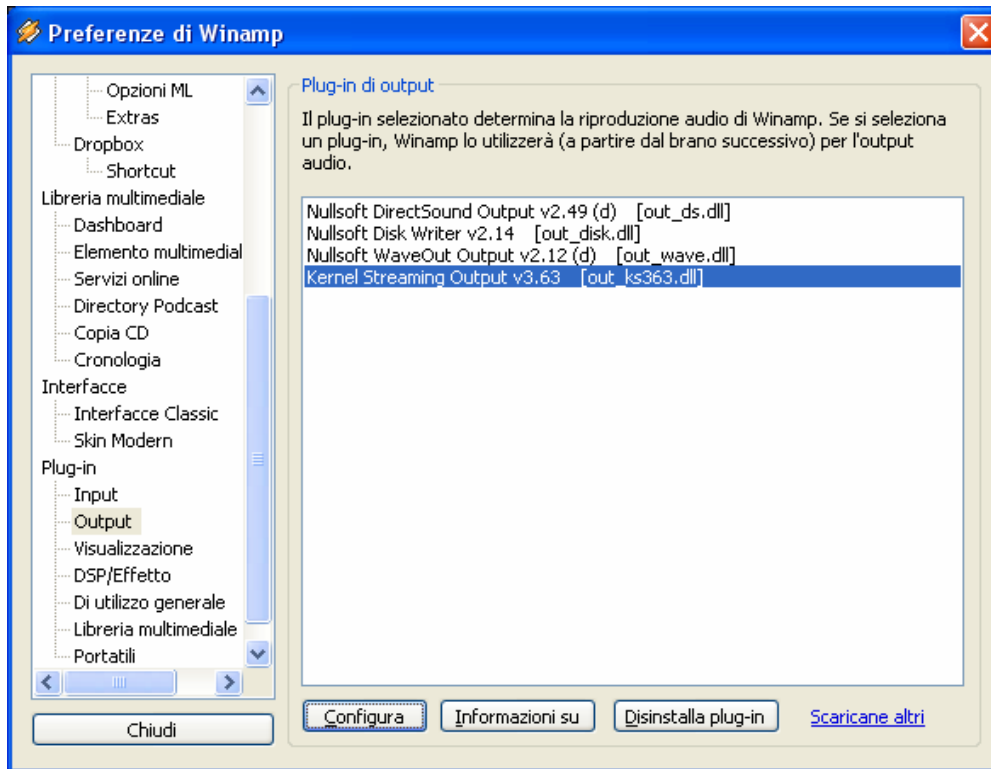 Preferenze di Winamp
Opzioni ML
Extras
Dropbox
Shortcut
Libreria multimediale
Dashboard
Elemento multimedial
Servizi online
Directory Podcast
Copia CD
Cronologia
Interfacce
Interfacce Classic
Skin Modern
Plug-in
Input
Output
Visualizzazione
DSP/Effetto
Di utilizzo generale
Libreria multimediale
Portatili
Chiudi
Plug-in di output
Il plug-in selezionato determina la riproduzione audio di Winamp. Se si seleziona
un plug-in, Winamp lo utilizzerà (a partire dal brano successivo) per l'output
audio.
Nullsoft DirectSound Output v2.49 (d) [out_ds.dll]
Nullsoft Disk Writer v2.14 [out_disk.dll]
Nullsoft WaveOut Output v2.12 (d) [out_wave.dll]
Kernel Streaming Output v3.63 [out_ks363.dll]
Configura
Informazioni su
Disinstalla plug-in
Scaricane altri